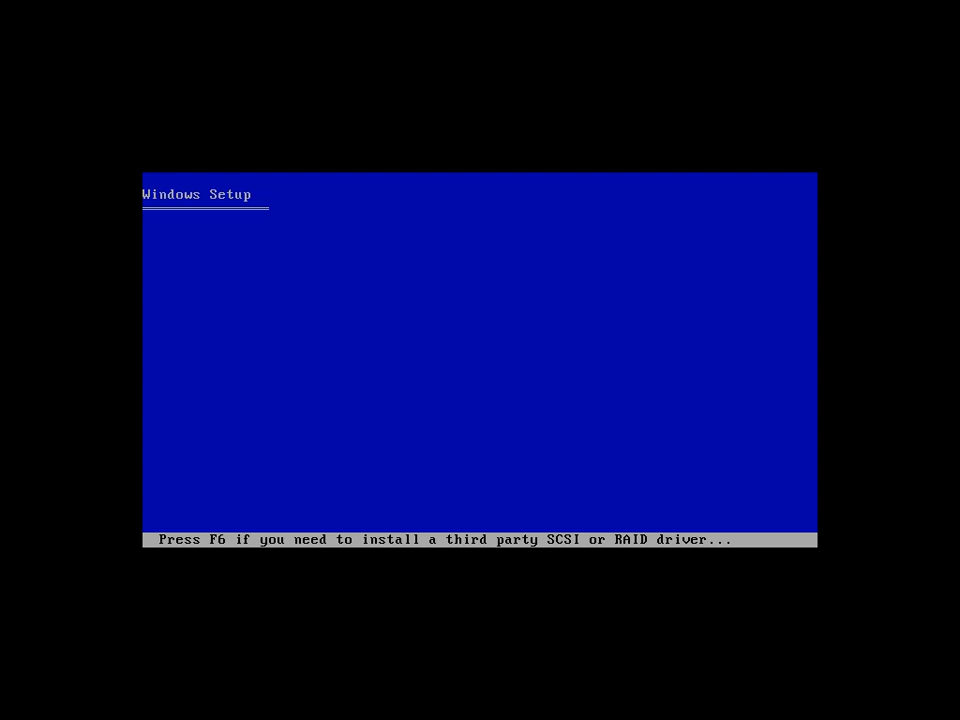 Windows Setup
Press F6 if you need to install a third party SCSI or RAID driver...